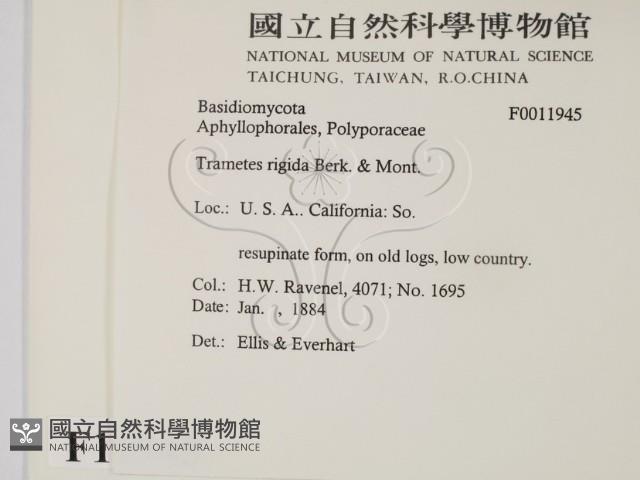 國立自然科學博物館
NATIONAL MUSEUM OF NATURAL SCIENCE
TAICHUNG, TAIWAN, R.O.CHINA
Basidiomycota F0011945
Aphyllophorales, Polyporaceae
Trametes rigida Berk. & Mont.
Loc.: U. S. A.. California: So.
resupinate form, on old logs, low country.
Col.: H.W. Ravenel, 4071; No. 1695
Date: Jan. , 1884
Det.: Ellis & Everhart
國立自然科學博物館
NATIONAL MUSEUM OF NATURAL SCIENCE
F1